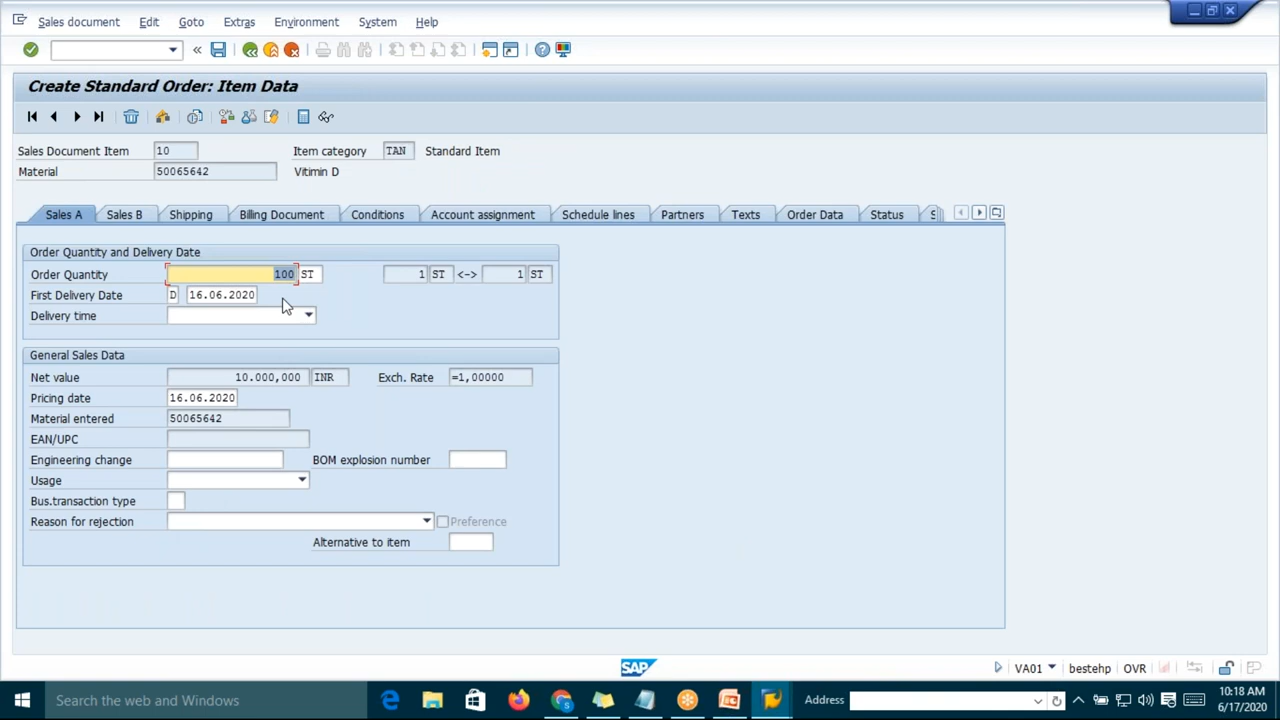 Sales document Edit Goto Extras Environment System Help
Create Standard Order: Item Data
Sales Document Item 10 Item category TAN Standard Item
Material 50065642 Vitimin D
Sales A Sales B Shipping Billing Document Conditions Account assignment Schedule lines Partners Texts Order Data Status S
Order Quantity and Delivery Date
Order Quantity 100 ST 1 ST <-> 1 ST
First Delivery Date D 16.06.2020
Delivery time
General Sales Data
Net value 10.000,000 INR Exch. Rate =1,00000
Pricing date 16.06.2020
Material entered 50065642
EAN/UPC
Engineering change BOM explosion number
Usage
Bus.transaction type
Reason for rejection Preference
Alternative to item
SAP
VA01 bestehp OVR
Search the web and Windows Address 10:18 AM
6/17/2020